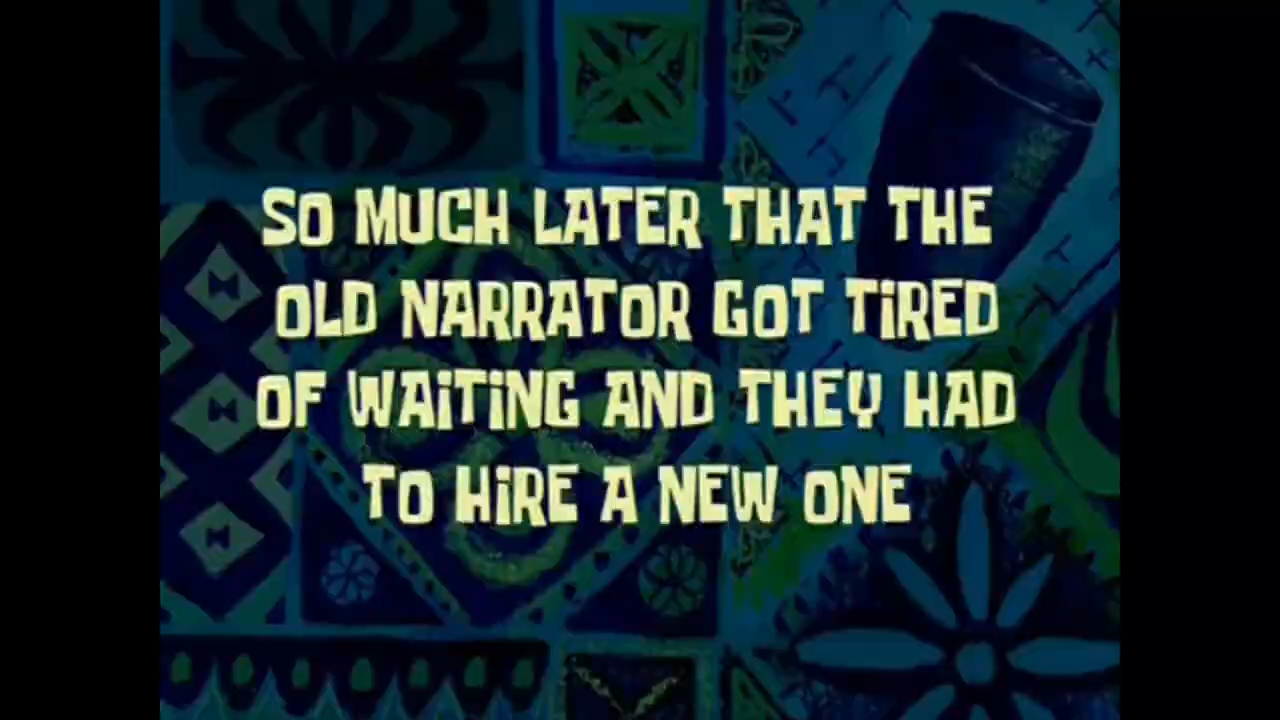 SO MUCH LATER THAT THE
OLD NARRATOR GOT TIRED
OF WAITING AND THEY HAD
TO HIRE A NEW ONE